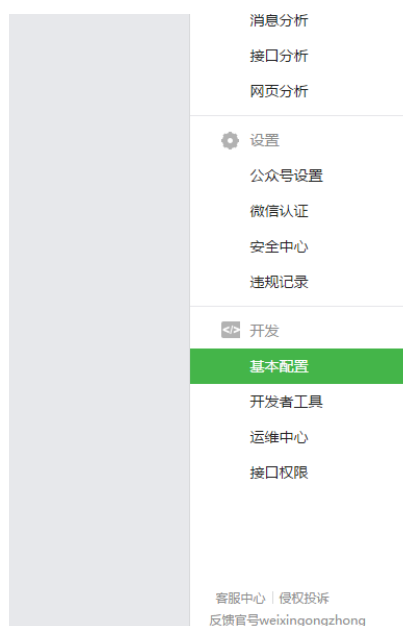 消息分析
接口分析
网页分析
设置
公众号设置
微信认证
安全中心
违规记录
</> 开发
基本配置
开发者工具
运维中心
接口权限
客服中心 | 侵权投诉
反馈官号weixingongzhong